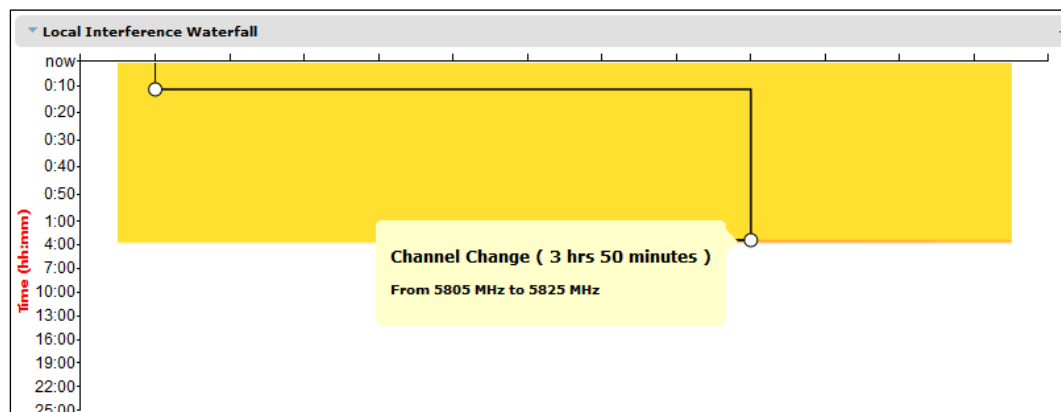 Local Interference Waterfall
now
0:10
0:20
0:30
0:40
0:50
1:00
4:00
7:00
10:00
13:00
16:00
19:00
22:00
25:00
Time (hh:mm)
Channel Change ( 3 hrs 50 minutes )
From 5805 MHz to 5825 MHz